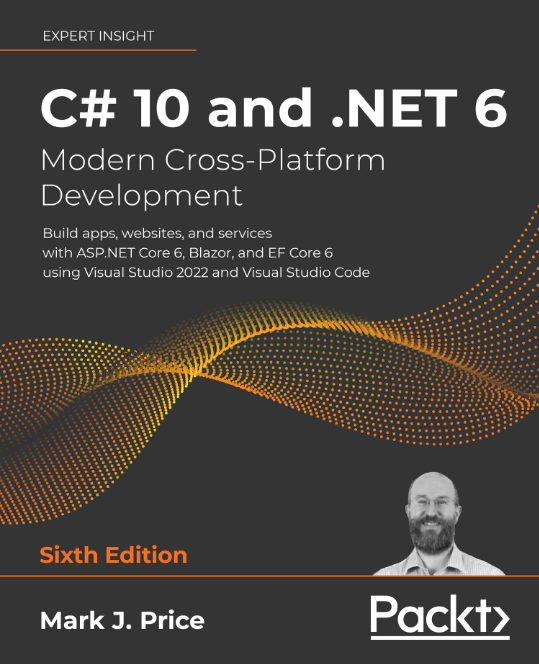 EXPERT INSIGHT
C# 10 and .NET 6
Modern Cross-Platform
Development
Build apps, websites, and services
with ASP.NET Core 6, Blazor, and EF Core 6
using Visual Studio 2022 and Visual Studio Code
Sixth Edition
Mark J. Price
Packt>